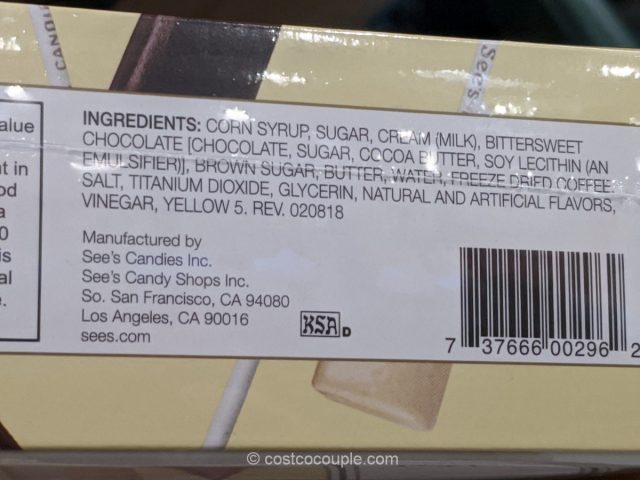 CANDI
See's
alue
t in
od
a
0
is
al
e.
INGREDIENTS: CORN SYRUP, SUGAR, CREAM (MILK), BITTERSWEET
CHOCOLATE [CHOCOLATE, SUGAR, COCOA BUTTER, SOY LECITHIN (AN
EMULSIFIER)], BROWN SUGAR, BUTTER, WATER, FREEZE DRIED COFFEE,
SALT, TITANIUM DIOXIDE, GLYCERIN, NATURAL AND ARTIFICIAL FLAVORS,
VINEGAR, YELLOW 5. REV. 020818
Manufactured by
See's Candies Inc.
See's Candy Shops Inc.
So. San Francisco, CA 94080
Los Angeles, CA 90016
sees.com
KSA D
7 37666 00296 2
© costcocouple.com